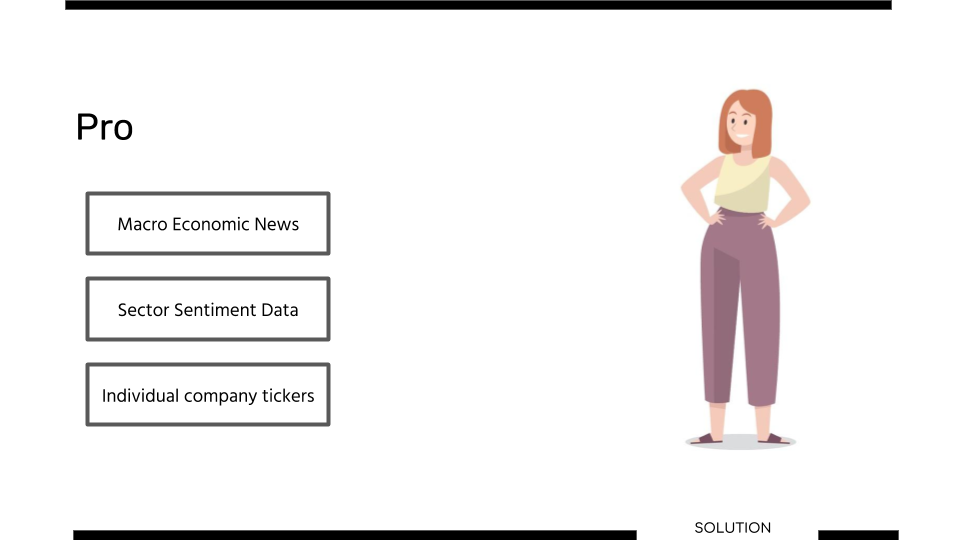 Pro
Macro Economic News
Sector Sentiment Data
Individual company tickers
SOLUTION